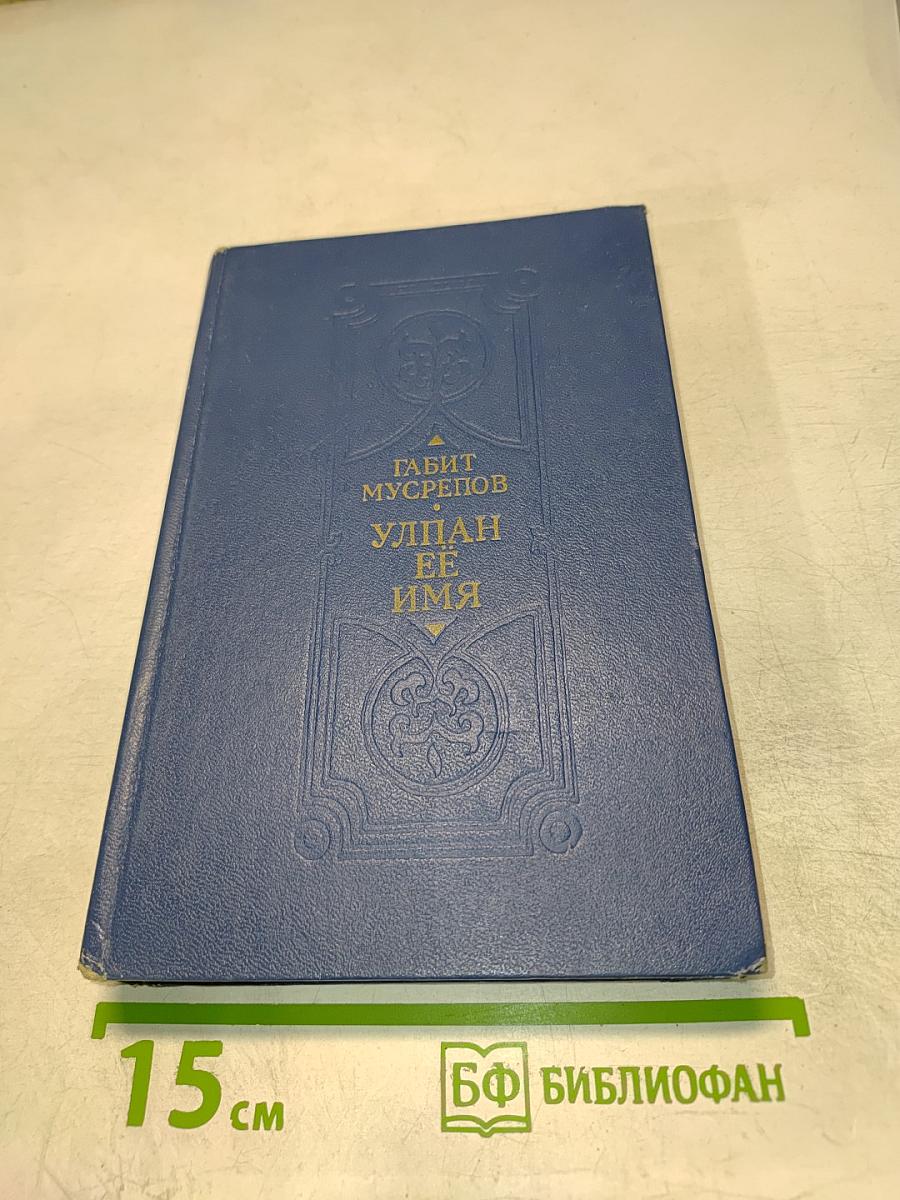 ГАБИТ
МУСРЕПОВ
УЛПАН
ЕЁ
ИМЯ
15 см
БФ БИБЛИОФАН